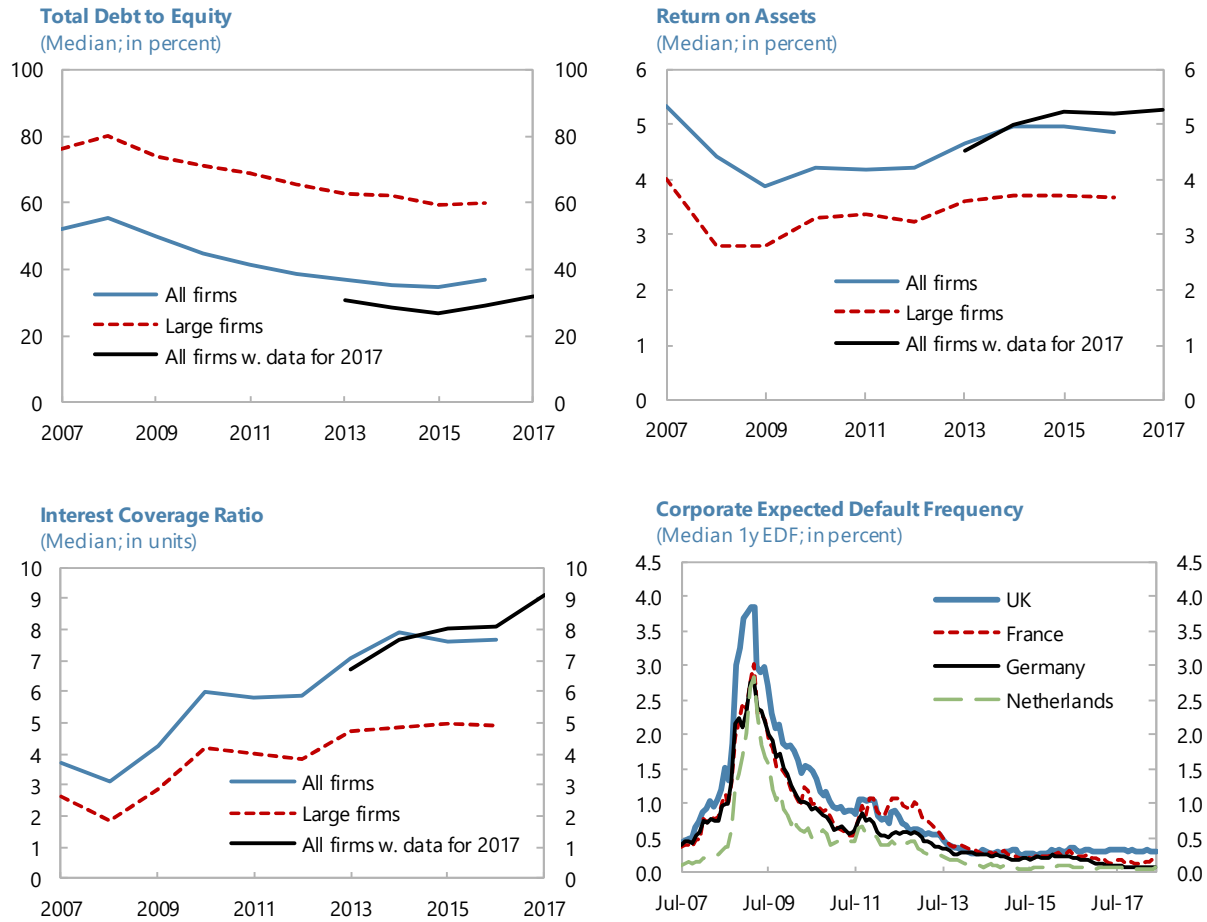 Total Debt to Equity
(Median; in percent)
100
80
60
40
20
0
100
80
60
40
20
0
All firms
Large firms
All firms w. data for 2017
2007 2009 2011 2013 2015 2017
Return on Assets
(Median; in percent)
6
5
4
3
2
1
0
6
5
4
3
2
1
0
All firms
Large firms
All firms w. data for 2017
2007 2009 2011 2013 2015 2017
Interest Coverage Ratio
(Median; in units)
10
9
8
7
6
5
4
3
2
1
0
10
9
8
7
6
5
4
3
2
1
0
All firms
Large firms
All firms w. data for 2017
2007 2009 2011 2013 2015 2017
Corporate Expected Default Frequency
(Median 1y EDF; in percent)
4.5
4.0
3.5
3.0
2.5
2.0
1.5
1.0
0.5
0.0
4.5
4.0
3.5
3.0
2.5
2.0
1.5
1.0
0.5
0.0
UK
France
Germany
Netherlands
Jul-07 Jul-09 Jul-11 Jul-13 Jul-15 Jul-17